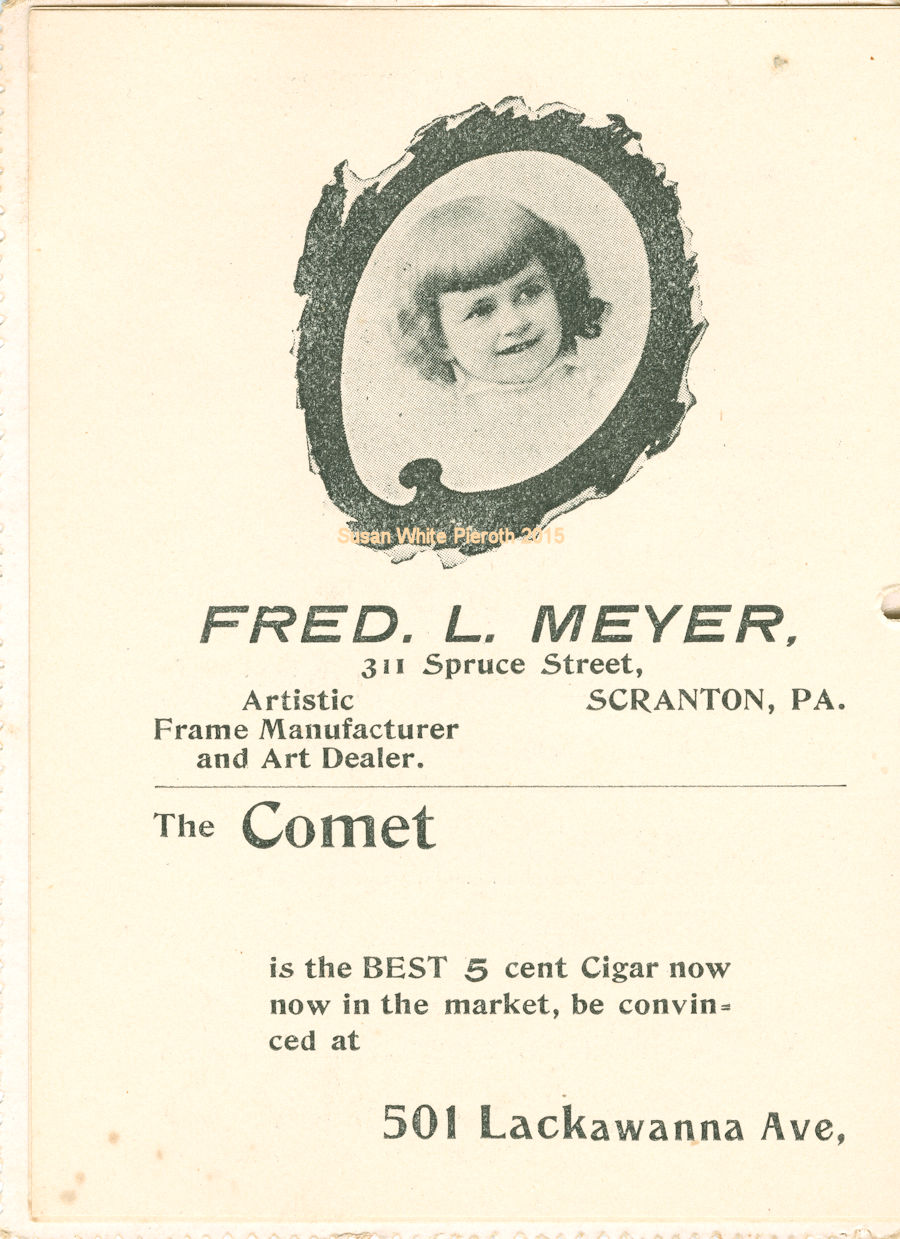 Susan White Pieroth 2015
FRED. L. MEYER,
311 Spruce Street,
Artistic
Frame Manufacturer
and Art Dealer.
SCRANTON, PA.
The Comet
is the BEST 5 cent Cigar now
now in the market, be convin=
ced at
501 Lackawanna Ave,